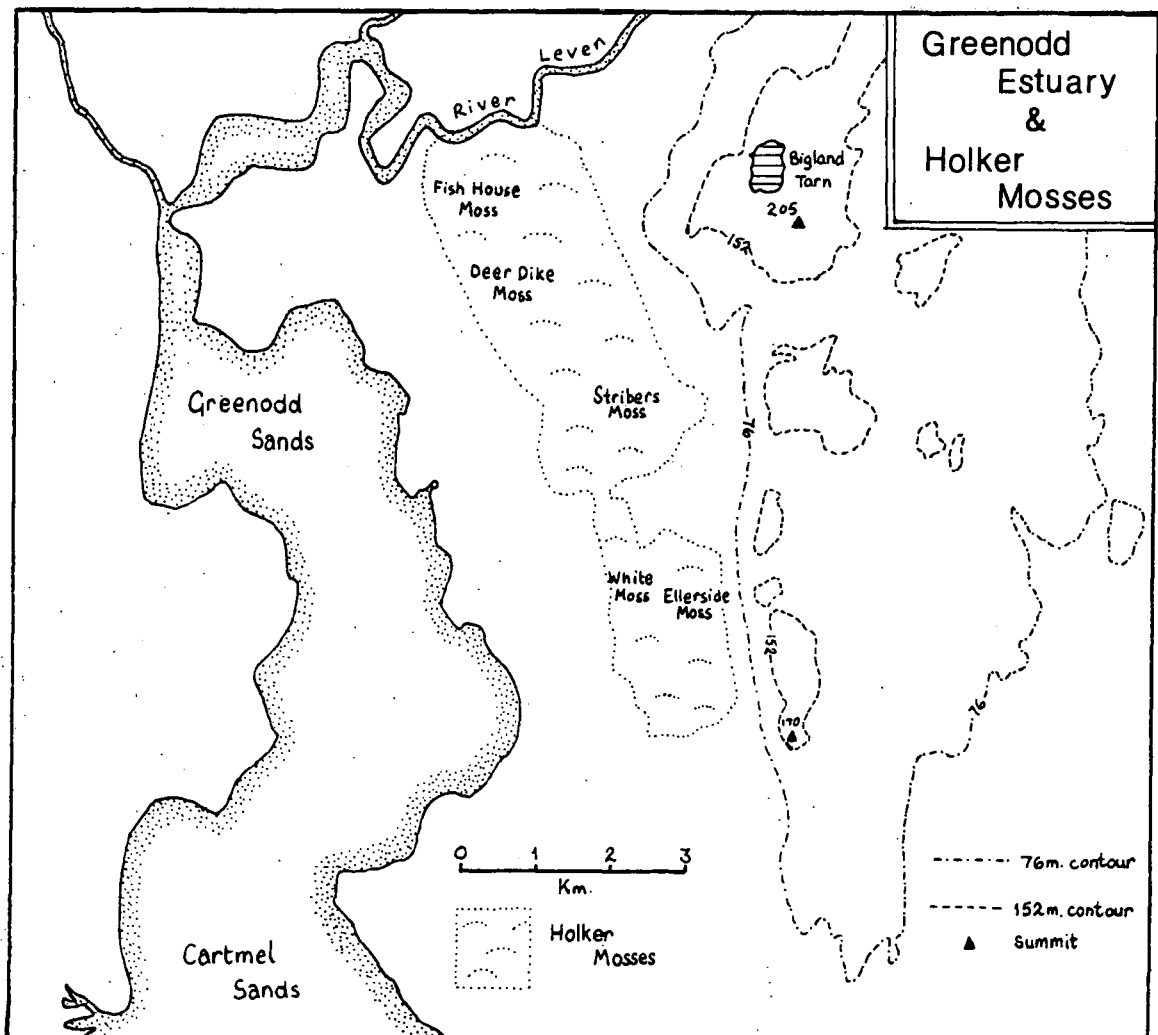 Greenodd
Estuary
&
Holker
Mosses
River Leven
Bigland
Tarn
205
152
Fish House
Moss
Deer Dike
Moss
Stribers
Moss
76
Greenodd
Sands
White
Moss
Ellerside
Moss
152
170
76
0 1 2 3
Km.
Holker
Mosses
76m. contour
152m. contour
Summit
Cartmel
Sands